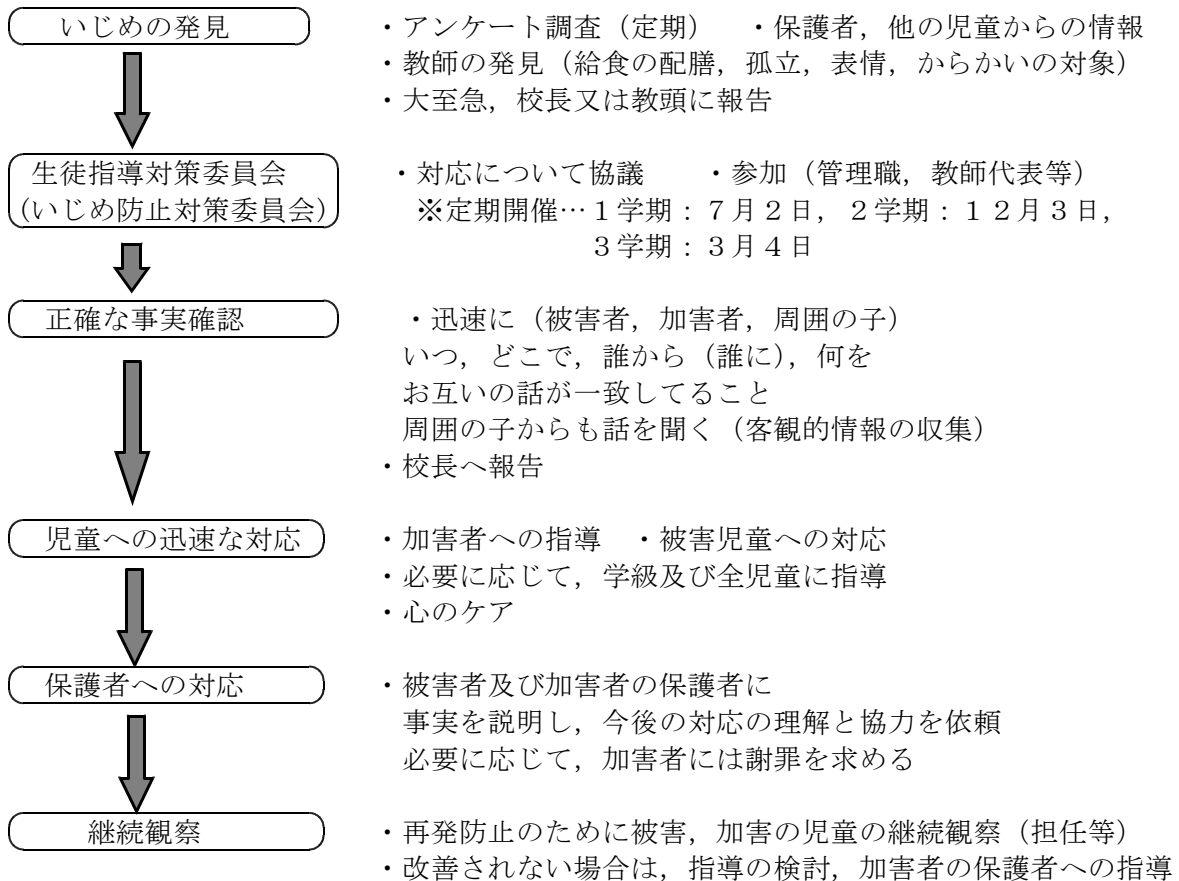 いじめの発見
・アンケート調査（定期）　・保護者，他の児童からの情報
・教師の発見（給食の配膳，孤立，表情，からかいの対象）
・大至急，校長又は教頭に報告
生徒指導対策委員会
(いじめ防止対策委員会)
・対応について協議　　・参加（管理職，教師代表等）
※定期開催…１学期：７月２日，２学期：１２月３日，
３学期：３月４日
正確な事実確認
・迅速に（被害者，加害者，周囲の子）
いつ，どこで，誰から（誰に），何を
お互いの話が一致してること
周囲の子からも話を聞く（客観的情報の収集）
・校長へ報告
児童への迅速な対応
・加害者への指導　・被害児童への対応
・必要に応じて，学級及び全児童に指導
・心のケア
保護者への対応
・被害者及び加害者の保護者に
事実を説明し，今後の対応の理解と協力を依頼
必要に応じて，加害者には謝罪を求める
継続観察
・再発防止のために被害，加害の児童の継続観察（担任等）
・改善されない場合は，指導の検討，加害者の保護者への指導